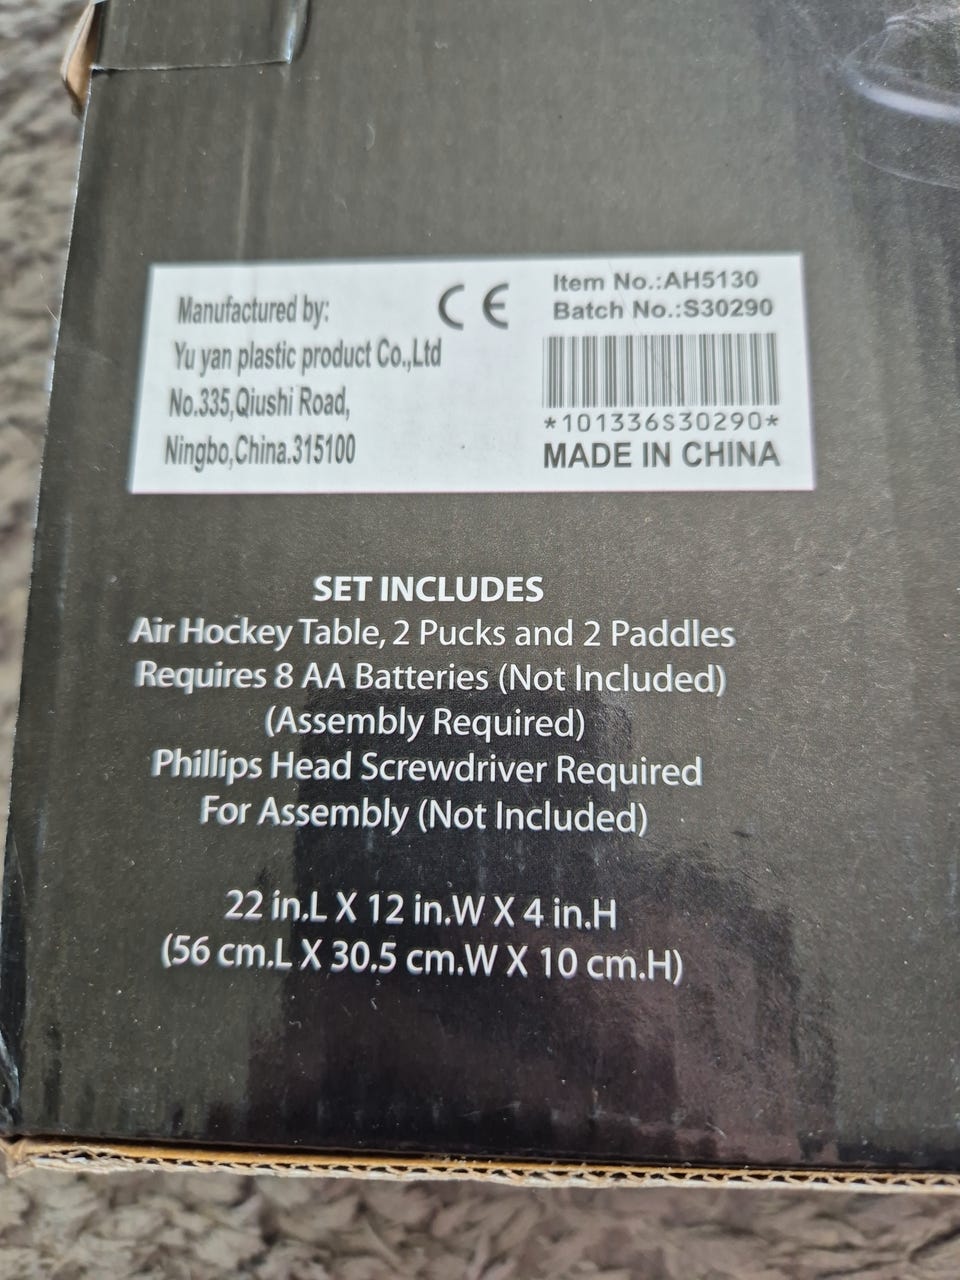 Manufactured by:
Yu yan plastic product Co.,Ltd
No.335,Qiushi Road,
Ningbo,China.315100
CE
Item No.:AH5130
Batch No.:S30290
*101336S30290*
MADE IN CHINA
SET INCLUDES
Air Hockey Table, 2 Pucks and 2 Paddles
Requires 8 AA Batteries (Not Included)
(Assembly Required)
Phillips Head Screwdriver Required
For Assembly (Not Included)
22 in.L X 12 in.W X 4 in.H
(56 cm.L X 30.5 cm.W X 10 cm.H)